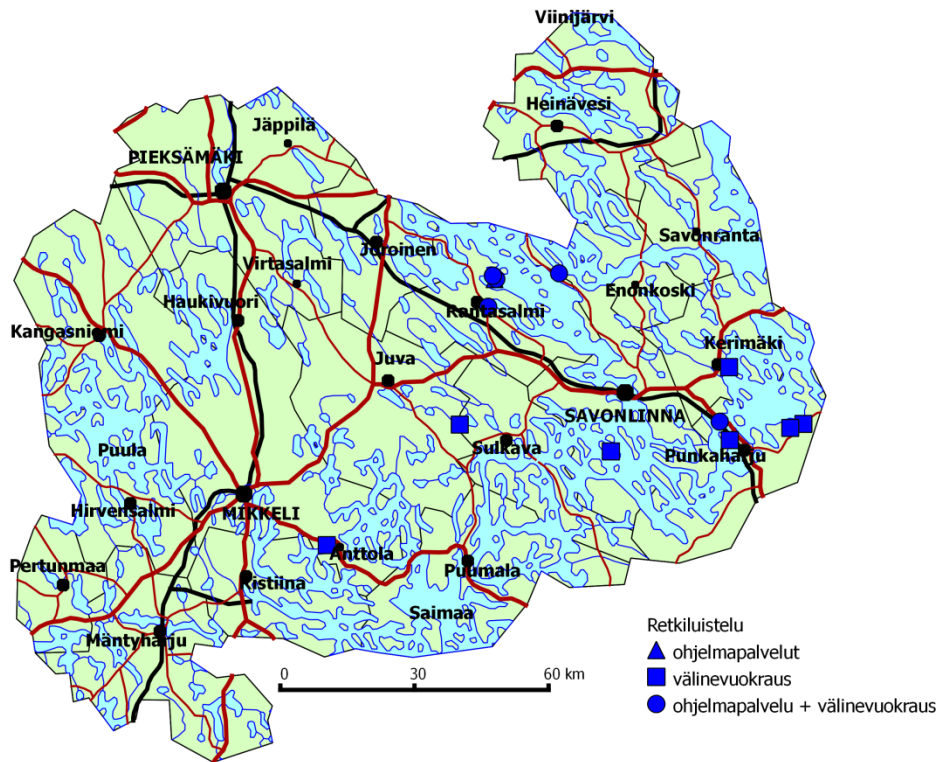 Viinijärvi
Heinävesi
Jäppilä
PIEKSÄMÄKI
Savonranta
Joroinen
Virtasalmi
Enonkoski
Haukivuori
Rantasalmi
Kangasniemi
Kerimäki
Juva
SAVONLINNA
Puula
Sulkava
Punkaharju
Hirvensalmi
MIKKELI
Anttola
Pertunmaa
Puumala
Ristiina
Saimaa
Mäntyharju
Retkiluistelu
ohjelmapalvelut
välinevuokraus
ohjelmapalvelu + välinevuokraus
0 30 60 km